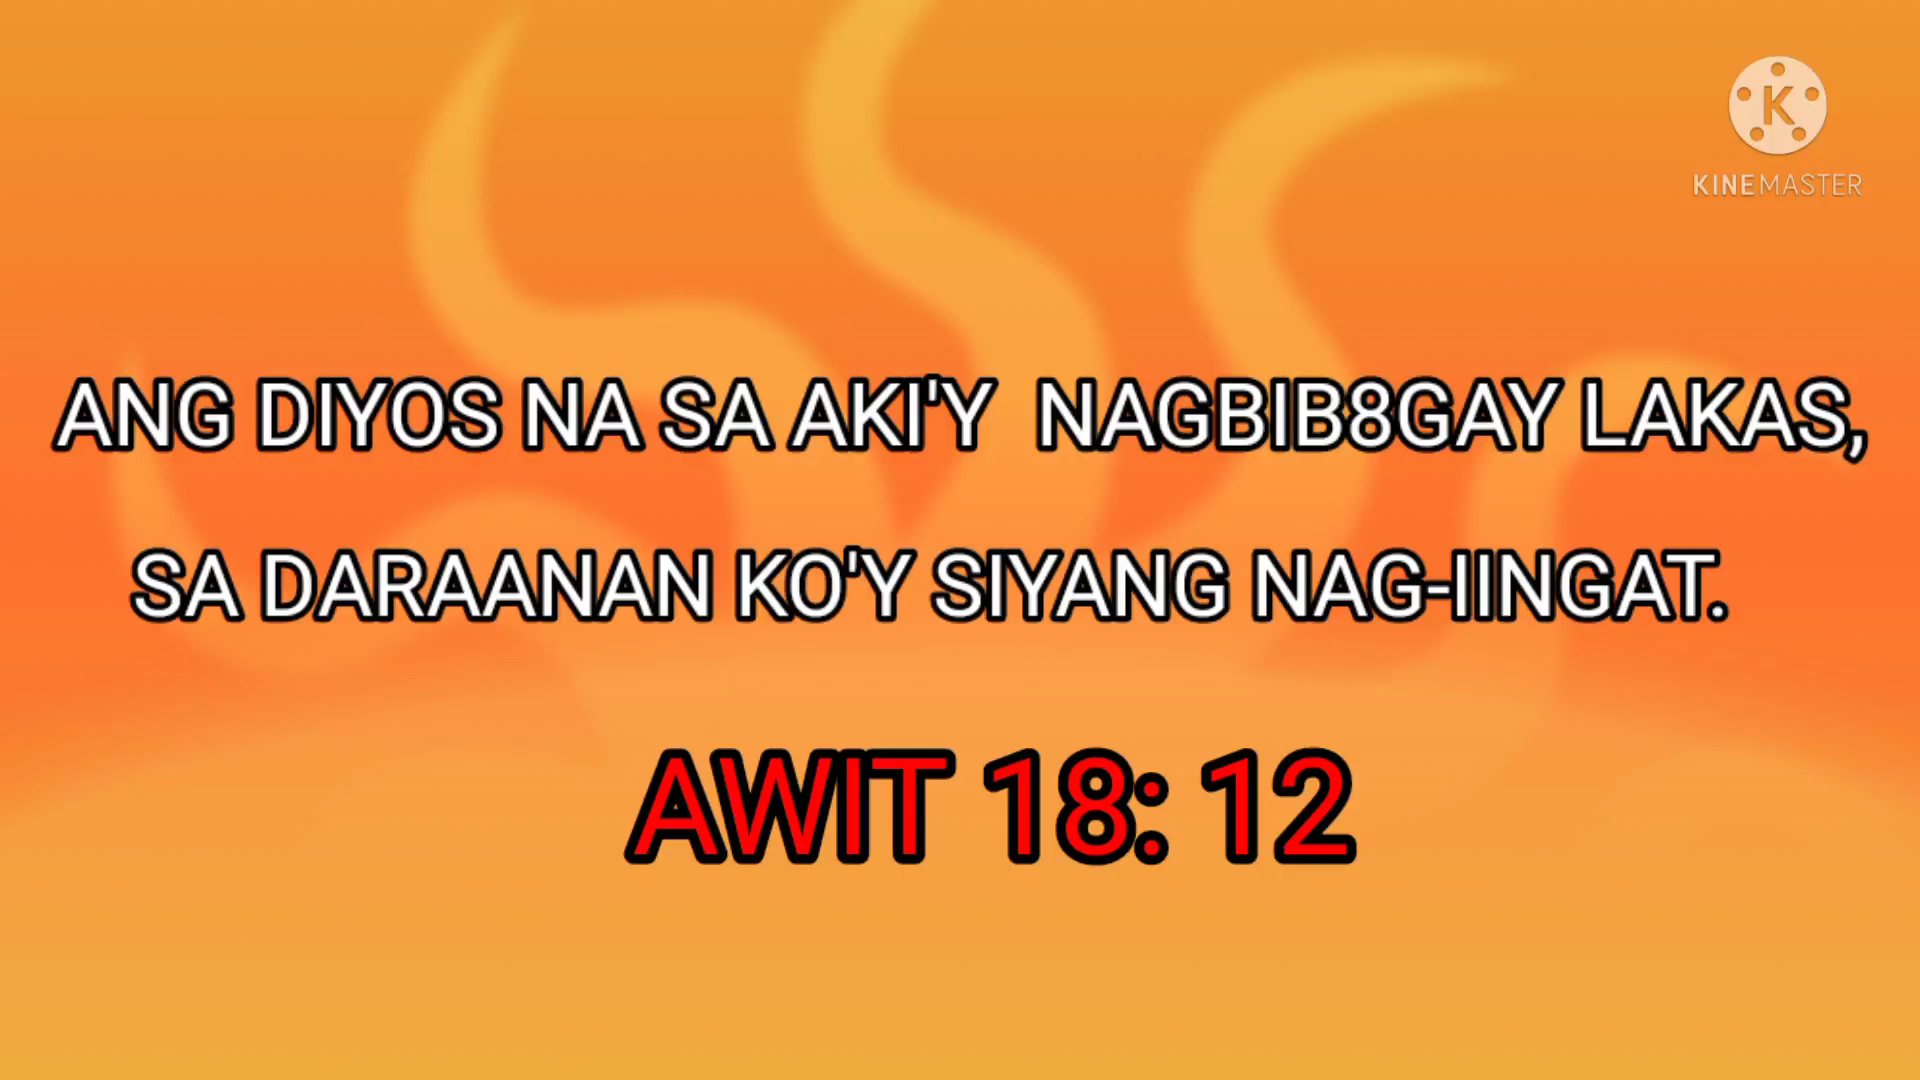 K
KINEMASTER
ANG DIYOS NA SA AKI'Y NAGBIB8GAY LAKAS,
SA DARAANAN KO'Y SIYANG NAG-IINGAT.
AWIT 18: 12